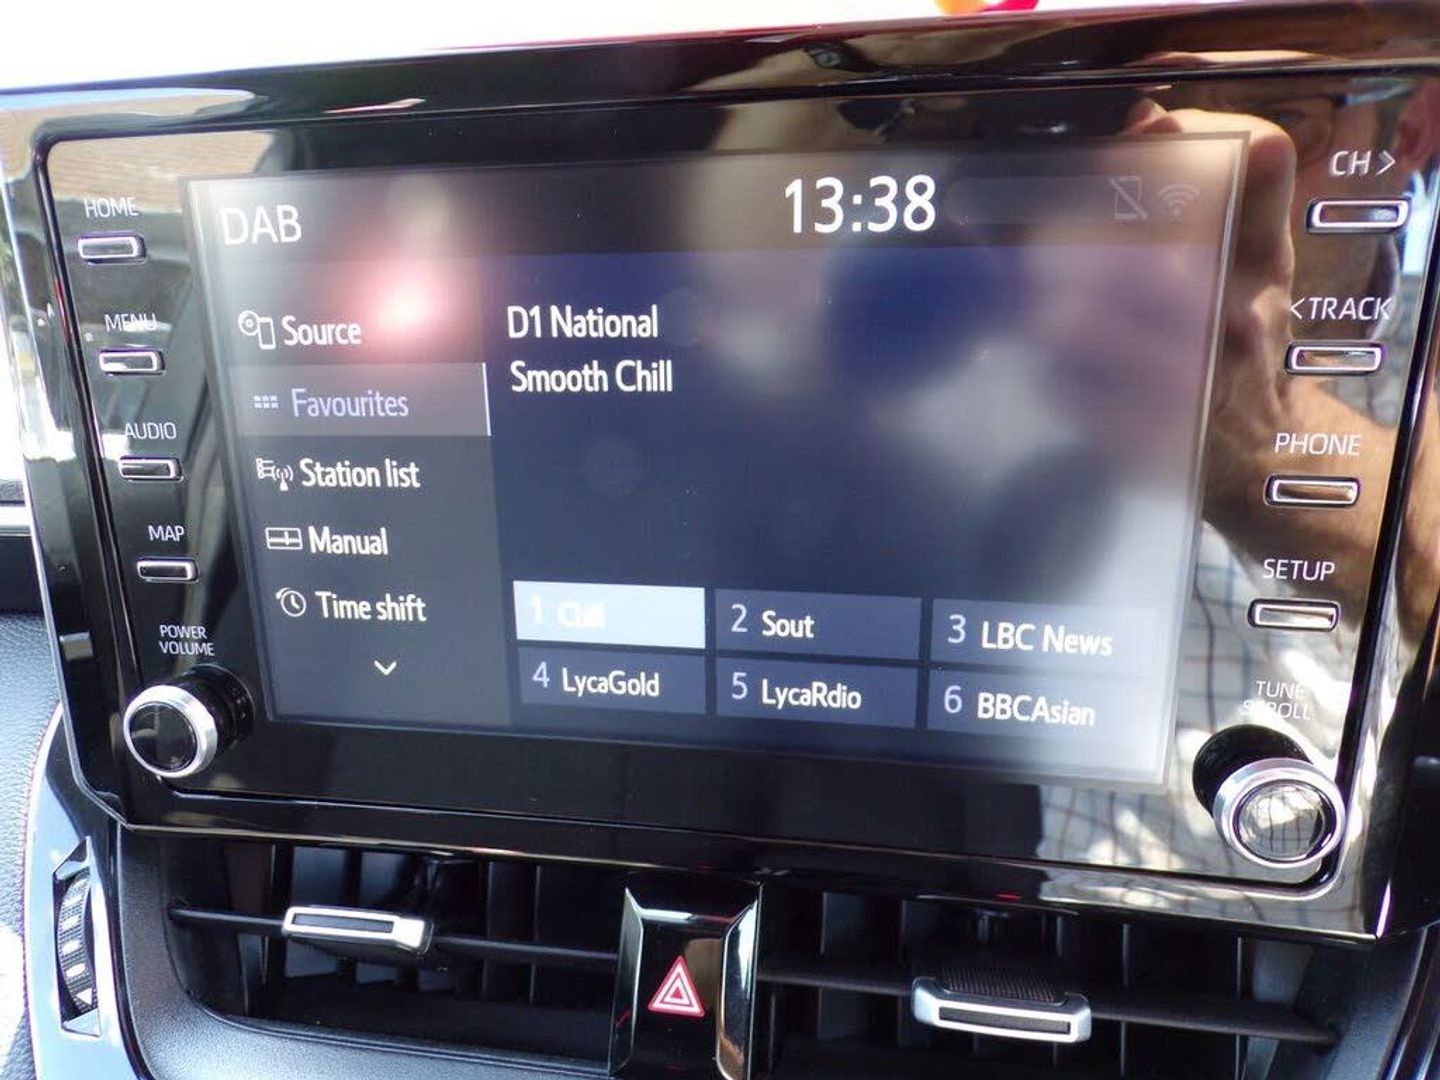 DAB
13:38
HOME
MENU
AUDIO
MAP
POWER
VOLUME
Source
Favourites
Station list
Manual
Time shift
D1 National
Smooth Chill
1 Chill
2 Sout
3 LBC News
4 LycaGold
5 LycaRdio
6 BBCAsian
CH >
< TRACK
PHONE
SETUP
TUNE
SCROLL